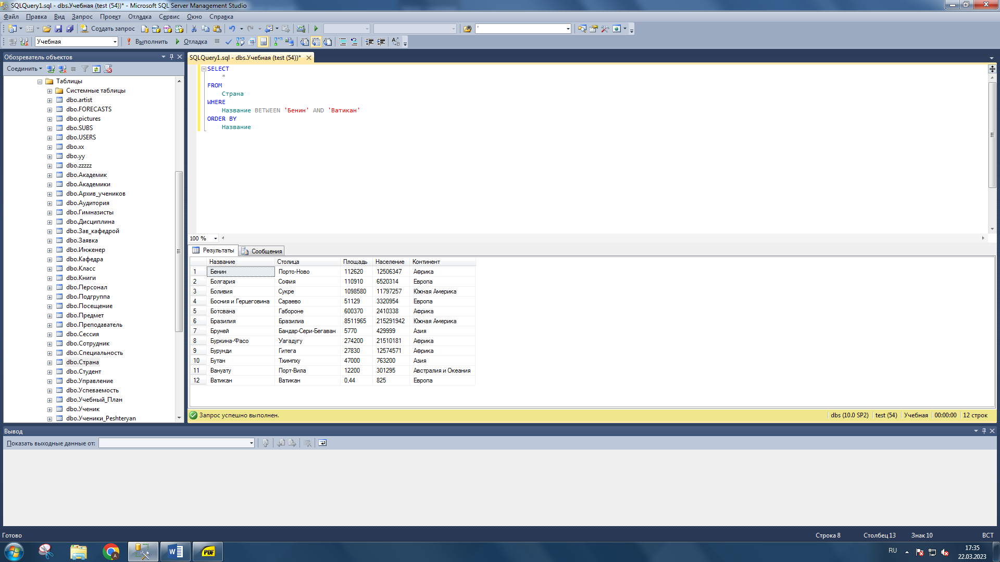 SQLQuery1.sql - dbs.Учебная (test (54))* - Microsoft SQL Server Management Studio
Файл Правка Вид Запрос Проект Отладка Сервис Окно Справка
Создать запрос
Учебная Выполнить Отладка
Обозреватель объектов
Соединить
Таблицы
Системные таблицы
dbo.artist
dbo.FORECASTS
dbo.pictures
dbo.SUBS
dbo.USERS
dbo.xx
dbo.yy
dbo.zzzzz
dbo.Академик
dbo.Академики
dbo.Архив_учеников
dbo.Аудитория
dbo.Гимназисты
dbo.Дисциплина
dbo.Зав_кафедрой
dbo.Заявка
dbo.Инженер
dbo.Кафедра
dbo.Класс
dbo.Книги
dbo.Персонал
dbo.Подгруппа
dbo.Посещение
dbo.Предмет
dbo.Преподаватель
dbo.Сессия
dbo.Сотрудник
dbo.Специальность
dbo.Страна
dbo.Студент
dbo.Управление
dbo.Успеваемость
dbo.Учебный_План
dbo.Ученик
dbo.Ученики_Peshteryan
SQLQuery1.sql - dbs.Учебная (test (54))*
SELECT
*
FROM
Страна
WHERE
Название BETWEEN 'Бенин' AND 'Ватикан'
ORDER BY
Название
100 %
Результаты Сообщения
Название Столица Площадь Население Континент
1 Бенин Порто-Ново 112620 12506347 Африка
2 Болгария София 110910 6520314 Европа
3 Боливия Сукре 1098580 11797257 Южная Америка
4 Босния и Герцеговина Сараево 51129 3320954 Европа
5 Ботсвана Габороне 600370 2410338 Африка
6 Бразилия Бразилиа 8511965 215291942 Южная Америка
7 Бруней Бандар-Сери-Бегаван 5770 429999 Азия
8 Буркина-Фасо Уагадугу 274200 21510181 Африка
9 Бурунди Гитега 27830 12574571 Африка
10 Бутан Тхимпху 47000 763200 Азия
11 Вануату Порт-Вила 12200 301295 Австралия и Океания
12 Ватикан Ватикан 0,44 825 Европа
Запрос успешно выполнен. dbs (10.0 SP2) test (54) Учебная 00:00:00 12 строк
Вывод
Показать выходные данные от:
Готово Строка 8 Столбец 13 Знак 10 ВСТ
W PDF
RU 17:35
22.03.2023